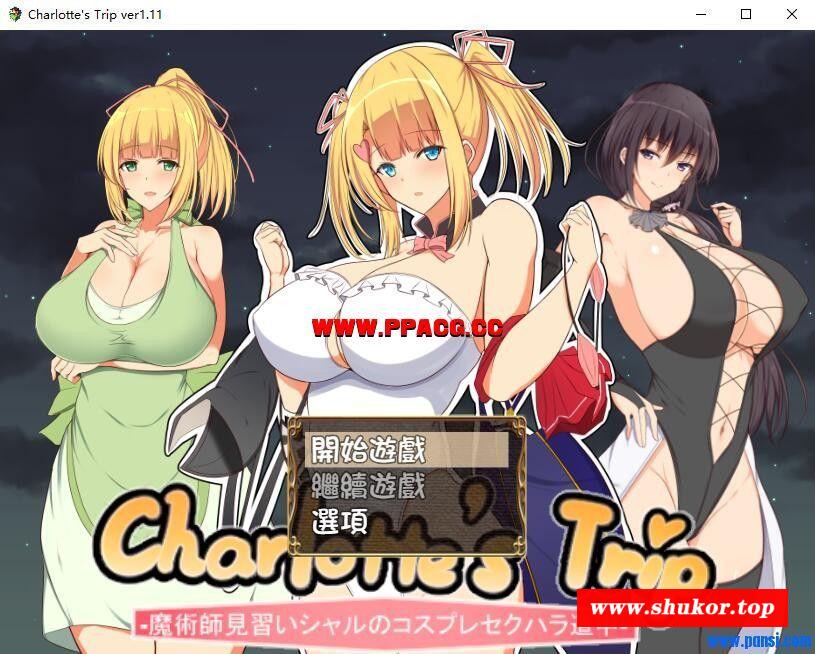 Charlotte's Trip ver1.11
WWW.PPACG.CC
開始遊戲
繼續遊戲
選項
Charlotte's Trip
www.shukor.top
-魔術師見習いシャルのコスプレセクハラ道中-
www.pansi.com